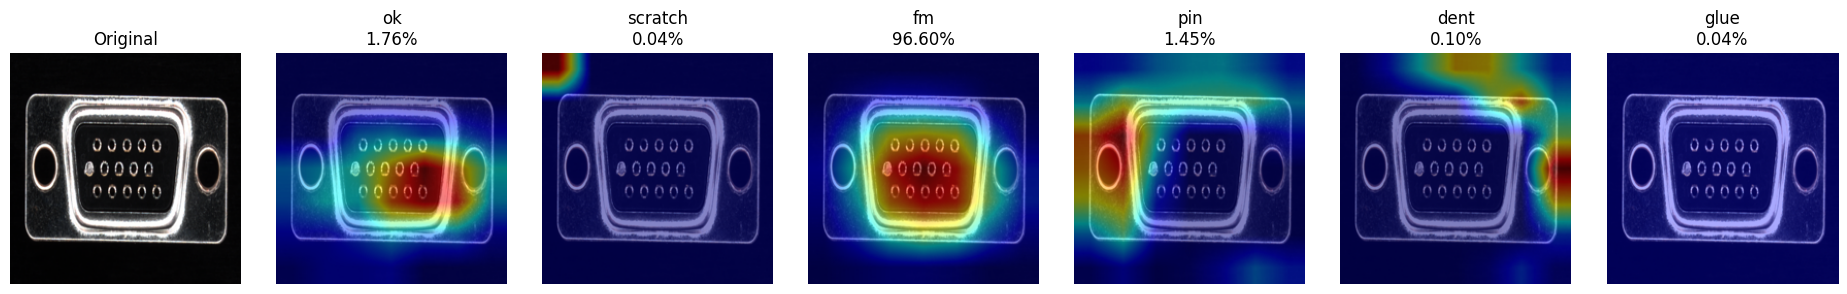 Original
ok
1.76%
scratch
0.04%
fm
96.60%
pin
1.45%
dent
0.10%
glue
0.04%